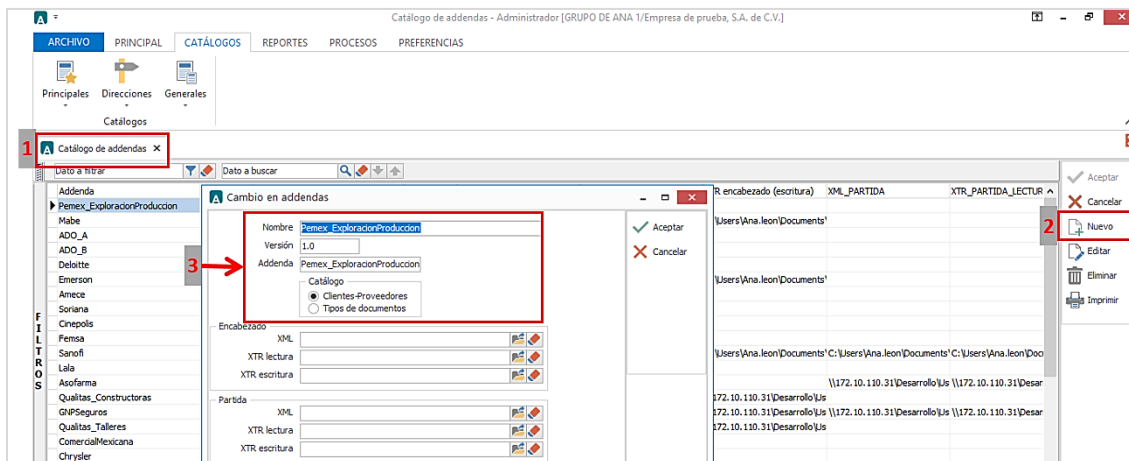 Catálogo de addendas - Administrador [GRUPO DE ANA 1/Empresa de prueba, S.A. de C.V.]
ARCHIVO PRINCIPAL CATÁLOGOS REPORTES PROCESOS PREFERENCIAS
Principales Direcciones Generales
Catálogos
1 A Catálogo de addendas
Dato a filtrar Dato a buscar
Aceptar
Cancelar
2 Nuevo
Editar
Eliminar
Imprimir
FILTROS
Addenda
Pemex_ExploracionProduccion
Mabe
ADO_A
ADO_B
Deloitte
Emerson
Amece
Soriana
Cinepolis
Femsa
Sanofi
Lala
Asofarma
Qualitas_Constructoras
GNPSeguros
Qualitas_Talleres
ComercialMexicana
Chrysler
A Cambio en addendas
3
Nombre Pemex_ExploracionProduccion
Versión 1.0
Addenda Pemex_ExploracionProduccion
Catálogo
Clientes-Proveedores
Tipos de documentos
Aceptar
Cancelar
Encabezado
XML
XTR lectura
XTR escritura
Partida
XML
XTR lectura
XTR escritura
R encabezado (escritura) XML_PARTIDA XTR_PARTIDA_LECTUR
\Users\Ana.leon\Documents\
\Users\Ana.leon\Documents\
\Users\Ana.leon\Documents\ C:\Users\Ana.leon\Documents\ C:\Users\Ana.leon\Docu
\\172.10.110.31\Desarrollo\Us \\172.10.110.31\Desar
172.10.110.31\Desarrollo\Us
172.10.110.31\Desarrollo\Us \\172.10.110.31\Desarrollo\Us \\172.10.110.31\Desar
172.10.110.31\Desarrollo\Us